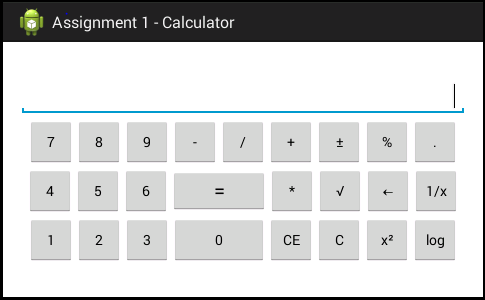 Assignment 1 - Calculator
7 8 9 - / + ± % .
4 5 6 = * √ ← 1/x
1 2 3 0 CE C x² log